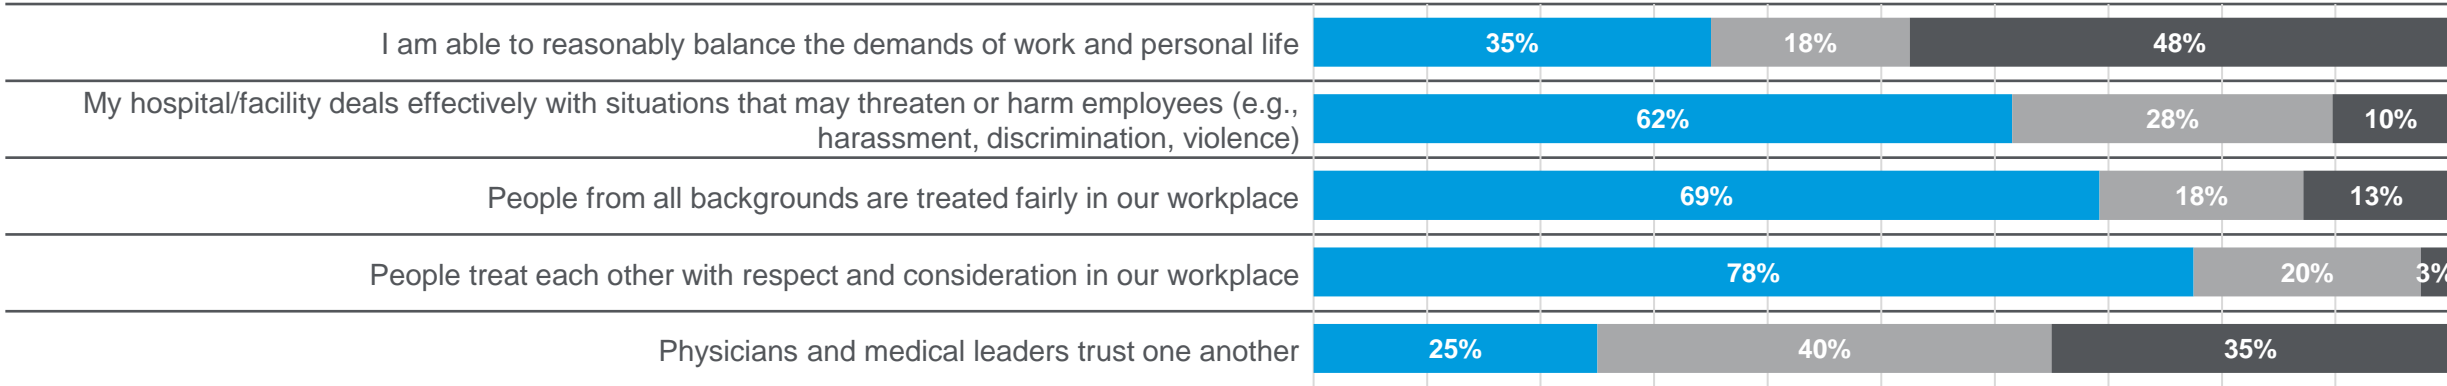 I am able to reasonably balance the demands of work and personal life
35% 18% 48%
My hospital/facility deals effectively with situations that may threaten or harm employees (e.g.,
harassment, discrimination, violence)
62% 28% 10%
People from all backgrounds are treated fairly in our workplace
69% 18% 13%
People treat each other with respect and consideration in our workplace
78% 20% 3%
Physicians and medical leaders trust one another
25% 40% 35%